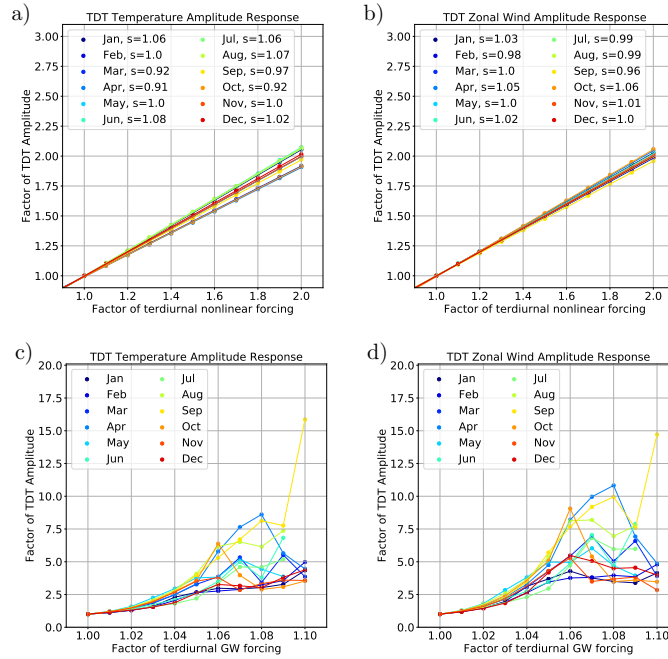 a)
TDT Temperature Amplitude Response
Factor of TDT Amplitude
3.00
2.75
2.50
2.25
2.00
1.75
1.50
1.25
1.00
Jan, s=1.06
Feb, s=1.0
Mar, s=0.92
Apr, s=0.91
May, s=1.0
Jun, s=1.08
Jul, s=1.06
Aug, s=1.07
Sep, s=0.97
Oct, s=0.92
Nov, s=1.0
Dec, s=1.02
1.0 1.2 1.4 1.6 1.8 2.0
Factor of terdiurnal nonlinear forcing
b)
TDT Zonal Wind Amplitude Response
Factor of TDT Amplitude
3.00
2.75
2.50
2.25
2.00
1.75
1.50
1.25
1.00
Jan, s=1.03
Feb, s=0.98
Mar, s=1.0
Apr, s=1.05
May, s=1.0
Jun, s=1.02
Jul, s=0.99
Aug, s=0.99
Sep, s=0.96
Oct, s=1.06
Nov, s=1.01
Dec, s=1.0
1.0 1.2 1.4 1.6 1.8 2.0
Factor of terdiurnal nonlinear forcing
c)
TDT Temperature Amplitude Response
Factor of TDT Amplitude
20.0
17.5
15.0
12.5
10.0
7.5
5.0
2.5
0.0
Jan
Feb
Mar
Apr
May
Jun
Jul
Aug
Sep
Oct
Nov
Dec
1.00 1.02 1.04 1.06 1.08 1.10
Factor of terdiurnal GW forcing
d)
TDT Zonal Wind Amplitude Response
Factor of TDT Amplitude
20.0
17.5
15.0
12.5
10.0
7.5
5.0
2.5
0.0
Jan
Feb
Mar
Apr
May
Jun
Jul
Aug
Sep
Oct
Nov
Dec
1.00 1.02 1.04 1.06 1.08 1.10
Factor of terdiurnal GW forcing